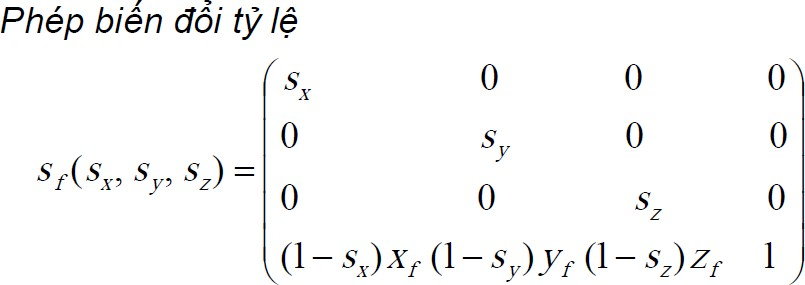 Phép biến đổi tỷ lệ
s_x 0 0 0
0 s_y 0 0
s_f(s_x, s_y, s_z) =
0 0 s_z 0
(1 − s_x)x_f (1 − s_y)y_f (1 − s_z)z_f 1